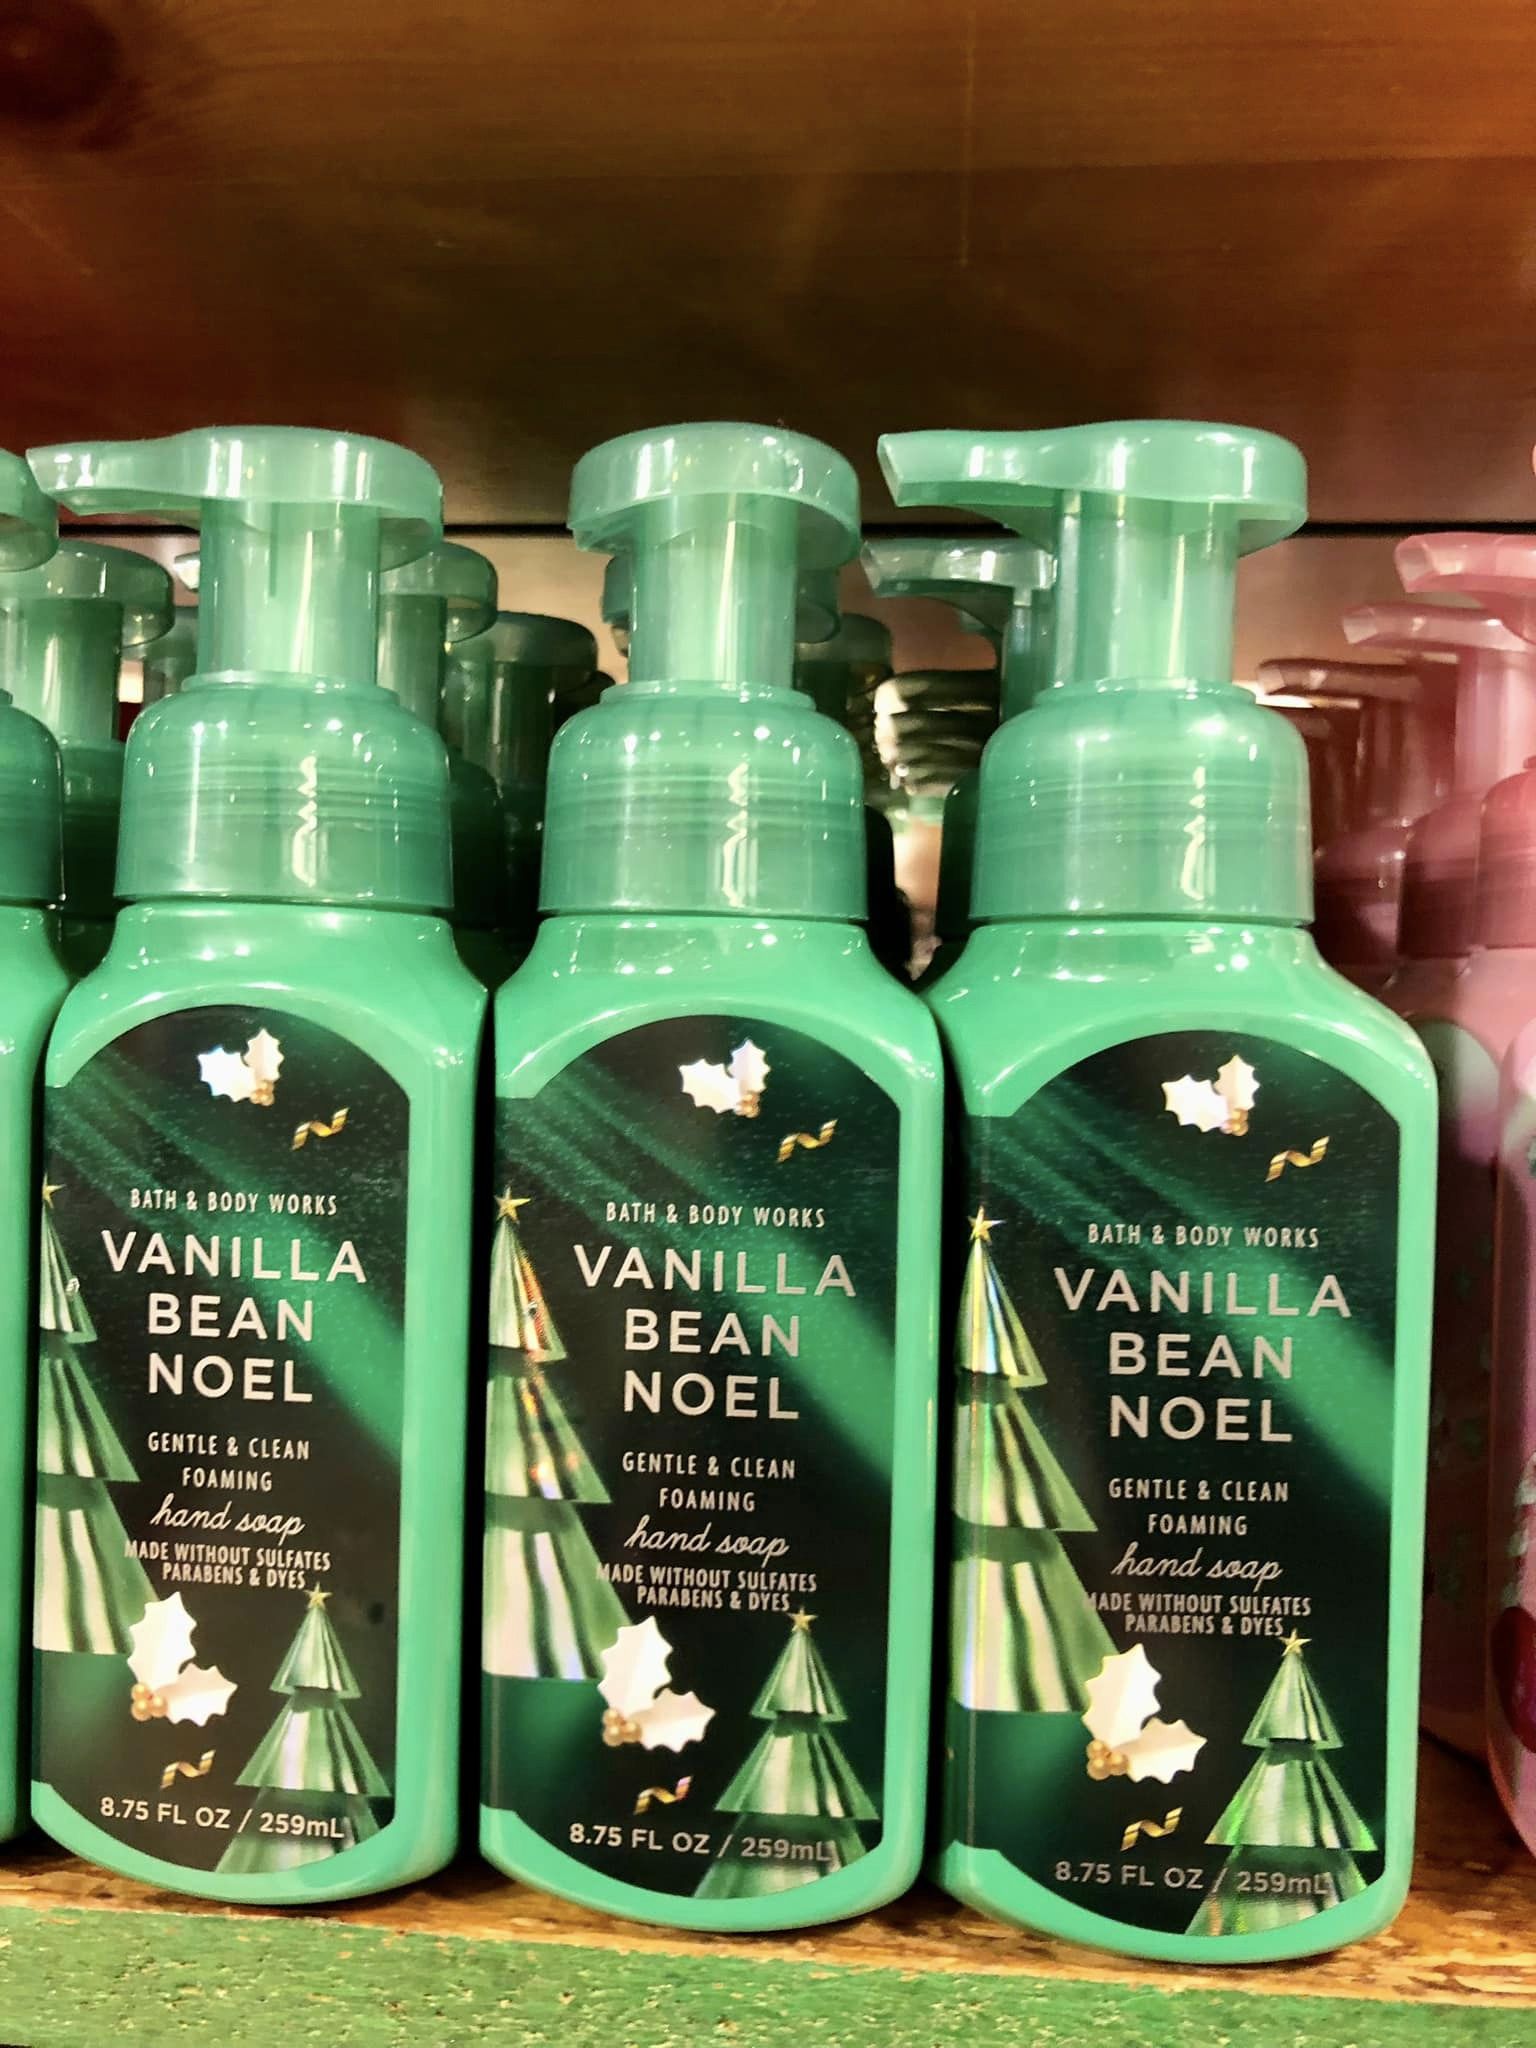 BATH & BODY WORKS
VANILLA
BEAN
NOEL
GENTLE & CLEAN
FOAMING
hand soap
MADE WITHOUT SULFATES
PARABENS & DYES
8.75 FL OZ / 259mL
BATH & BODY WORKS
VANILLA
BEAN
NOEL
GENTLE & CLEAN
FOAMING
hand soap
MADE WITHOUT SULFATES
PARABENS & DYES
8.75 FL OZ / 259mL
BATH & BODY WORKS
VANILLA
BEAN
NOEL
GENTLE & CLEAN
FOAMING
hand soap
MADE WITHOUT SULFATES
PARABENS & DYES
8.75 FL OZ / 259mL